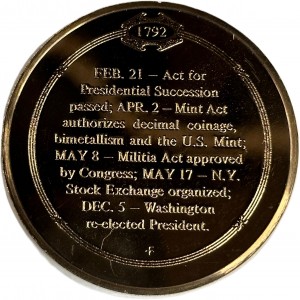 1792
FEB. 21 – Act for
Presidential Succession
passed; APR. 2 – Mint Act
authorizes decimal coinage,
bimetallism and the U.S. Mint;
MAY 8 – Militia Act approved
by Congress; MAY 17 – N.Y.
Stock Exchange organized;
DEC. 5 – Washington
re-elected President.